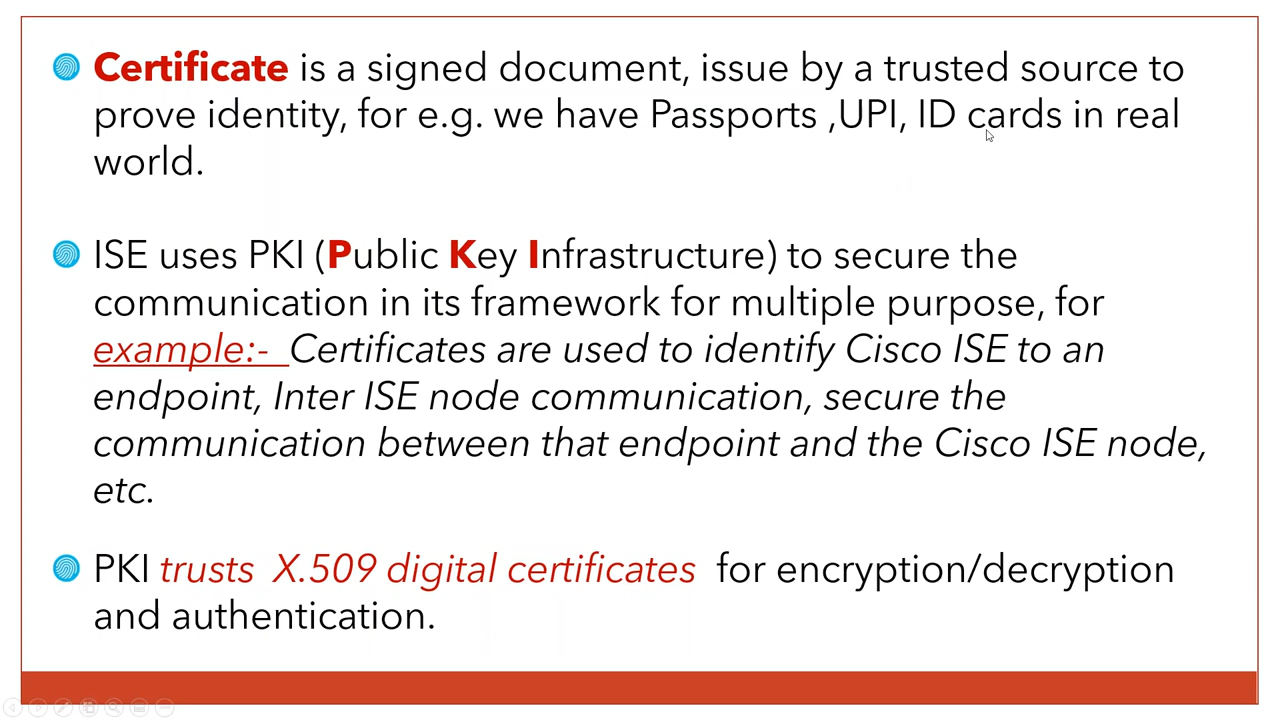 Certificate is a signed document, issue by a trusted source to
prove identity, for e.g. we have Passports ,UPI, ID cards in real
world.
ISE uses PKI (Public Key Infrastructure) to secure the
communication in its framework for multiple purpose, for
example:- Certificates are used to identify Cisco ISE to an
endpoint, Inter ISE node communication, secure the
communication between that endpoint and the Cisco ISE node,
etc.
PKI trusts X.509 digital certificates for encryption/decryption
and authentication.